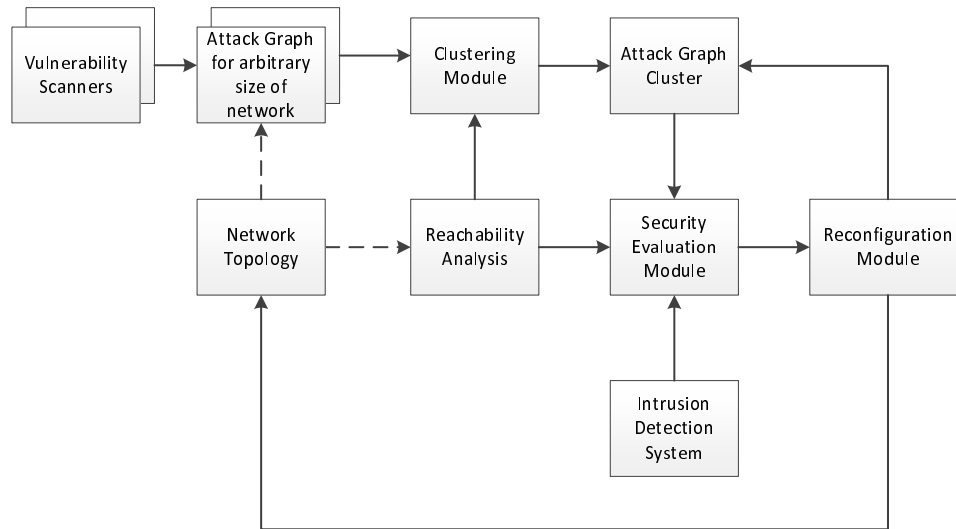 Vulnerability
Scanners
Attack Graph
for arbitrary
size of
network
Clustering
Module
Attack Graph
Cluster
Network
Topology
Reachability
Analysis
Security
Evaluation
Module
Reconfiguration
Module
Intrusion
Detection
System